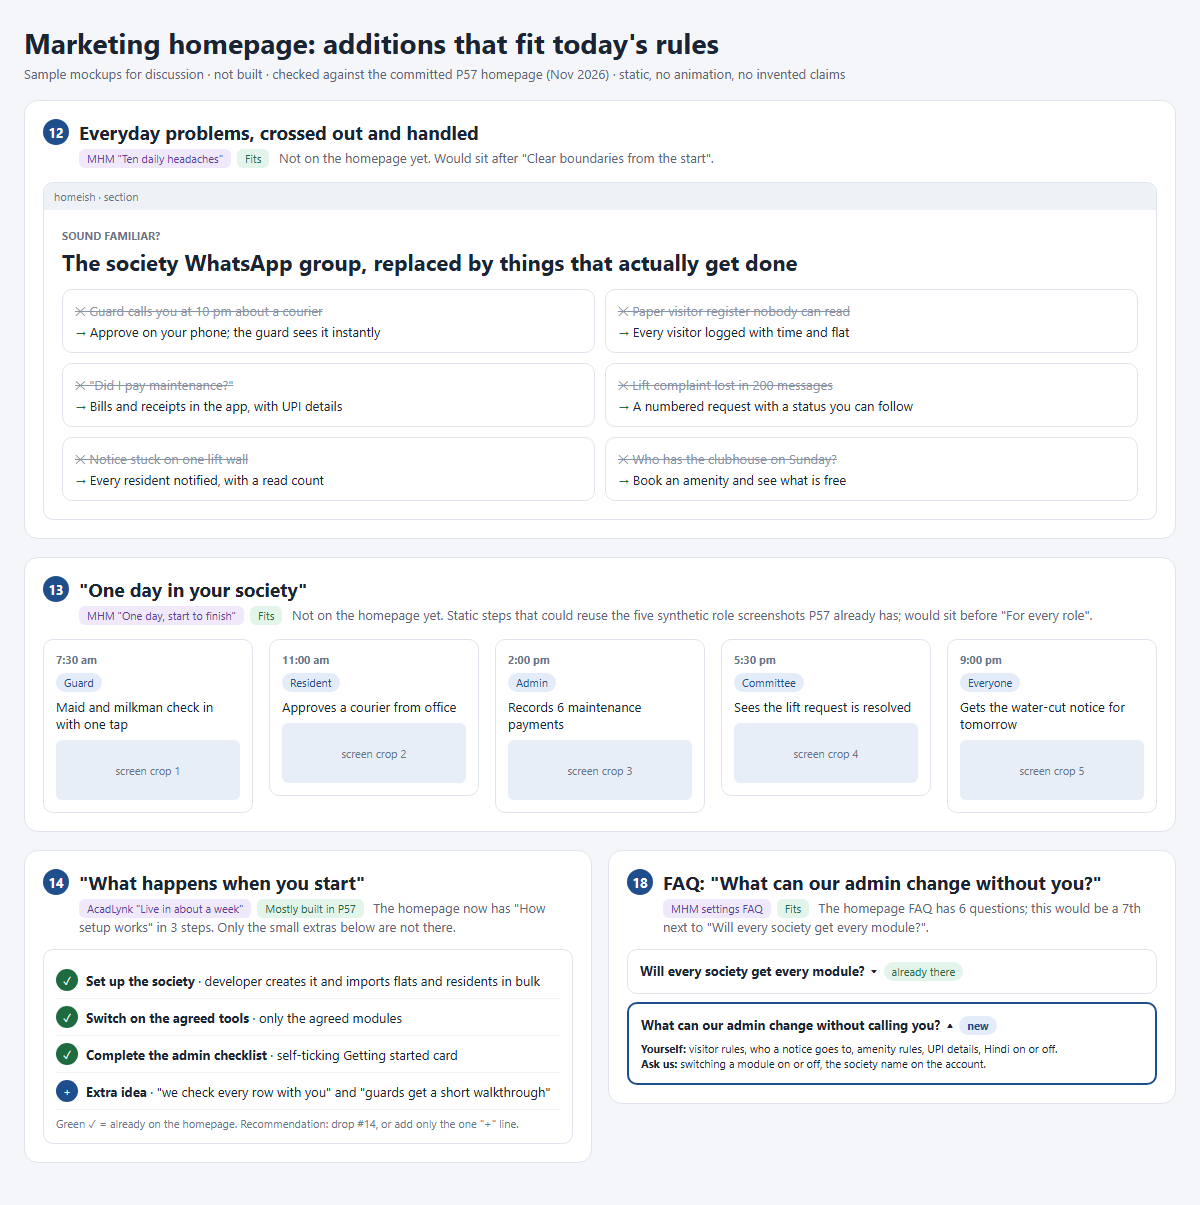 Marketing homepage: additions that fit today's rules
Sample mockups for discussion · not built · checked against the committed P57 homepage (Nov 2026) · static, no animation, no invented claims
12 Everyday problems, crossed out and handled
MHM "Ten daily headaches" Fits Not on the homepage yet. Would sit after "Clear boundaries from the start".
homeish · section
SOUND FAMILIAR?
The society WhatsApp group, replaced by things that actually get done
✕ Guard calls you at 10 pm about a courier
→ Approve on your phone; the guard sees it instantly
✕ Paper visitor register nobody can read
→ Every visitor logged with time and flat
✕ "Did I pay maintenance?"
→ Bills and receipts in the app, with UPI details
✕ Lift complaint lost in 200 messages
→ A numbered request with a status you can follow
✕ Notice stuck on one lift wall
→ Every resident notified, with a read count
✕ Who has the clubhouse on Sunday?
→ Book an amenity and see what is free
13 "One day in your society"
MHM "One day, start to finish" Fits Not on the homepage yet. Static steps that could reuse the five synthetic role screenshots P57 already has; would sit before "For every role".
7:30 am
Guard
Maid and milkman check in
with one tap
screen crop 1
11:00 am
Resident
Approves a courier from office
screen crop 2
2:00 pm
Admin
Records 6 maintenance
payments
screen crop 3
5:30 pm
Committee
Sees the lift request is resolved
screen crop 4
9:00 pm
Everyone
Gets the water-cut notice for
tomorrow
screen crop 5
14 "What happens when you start"
AcadLynk "Live in about a week" Mostly built in P57 The homepage now has "How
setup works" in 3 steps. Only the small extras below are not there.
✓ Set up the society · developer creates it and imports flats and residents in bulk
✓ Switch on the agreed tools · only the agreed modules
✓ Complete the admin checklist · self-ticking Getting started card
+ Extra idea · "we check every row with you" and "guards get a short walkthrough"
Green ✓ = already on the homepage. Recommendation: drop #14, or add only the one "+" line.
18 FAQ: "What can our admin change without you?"
MHM settings FAQ Fits The homepage FAQ has 6 questions; this would be a 7th
next to "Will every society get every module?".
Will every society get every module? ▾ already there
What can our admin change without calling you? ▴ new
Yourself: visitor rules, who a notice goes to, amenity rules, UPI details, Hindi on or off.
Ask us: switching a module on or off, the society name on the account.